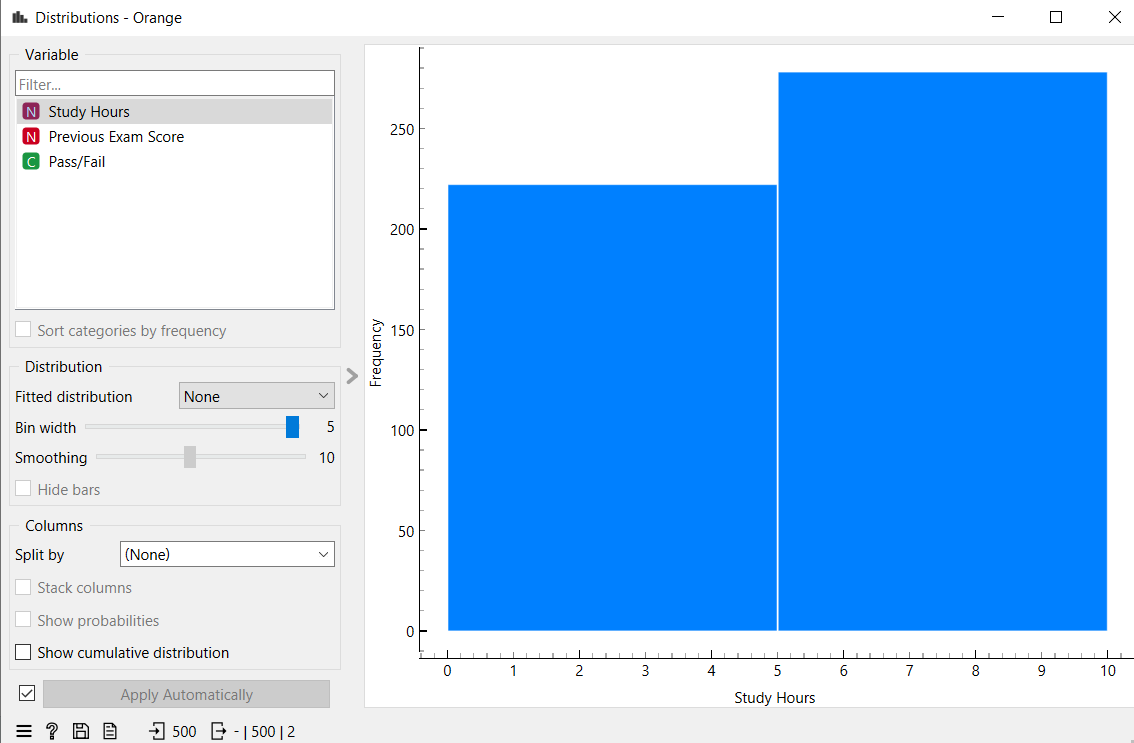 Distributions - Orange
Variable
Filter...
N Study Hours
N Previous Exam Score
C Pass/Fail
Sort categories by frequency
Distribution
Fitted distribution None
Bin width 5
Smoothing 10
Hide bars
Columns
Split by (None)
Stack columns
Show probabilities
Show cumulative distribution
Apply Automatically
? 500 - | 500 | 2
Frequency
250
200
150
100
50
0
0 1 2 3 4 5 6 7 8 9 10
Study Hours